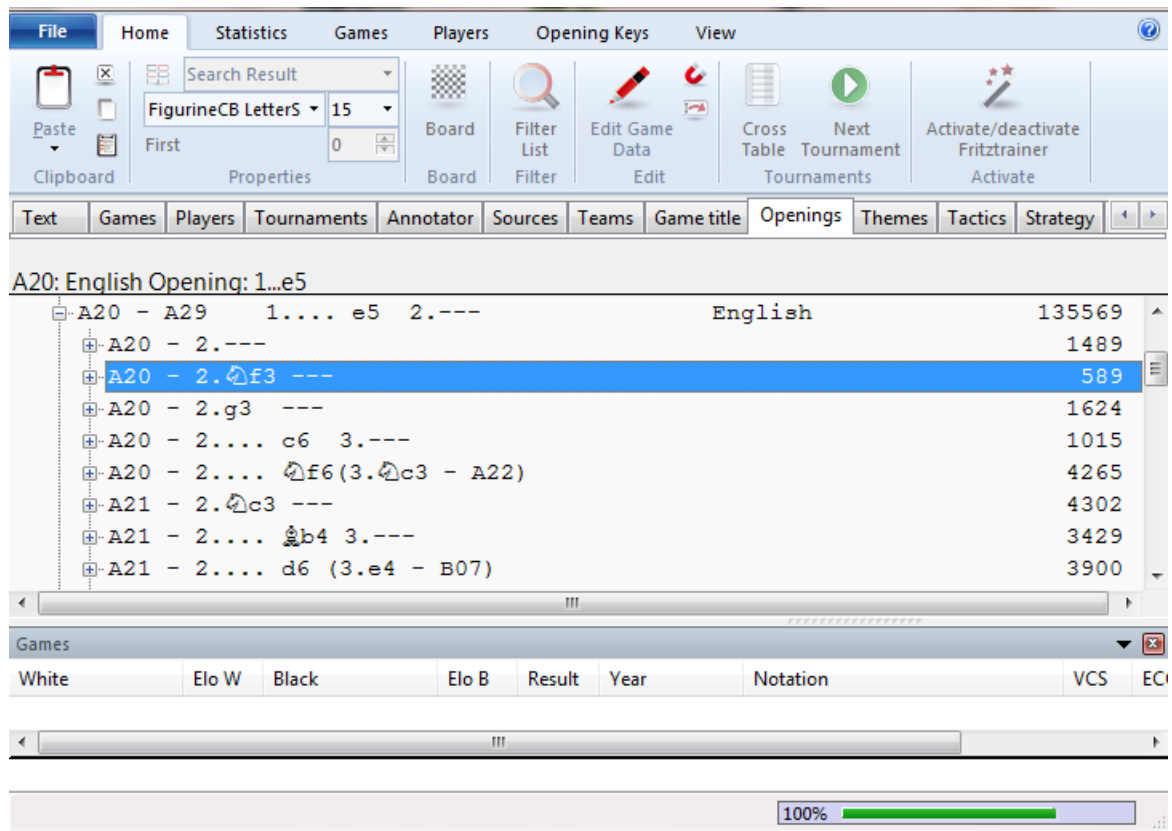 File Home Statistics Games Players Opening Keys View
Search Result
FigurineCB LetterS 15
Paste First 0
Board Filter List Edit Game Data Cross Table Next Tournament Activate/deactivate Fritztrainer
Clipboard Properties Board Filter Edit Tournaments Activate
Text Games Players Tournaments Annotator Sources Teams Game title Openings Themes Tactics Strategy
A20: English Opening: 1...e5
A20 - A29 1.... e5 2.--- English 135569
A20 - 2.--- 1489
A20 - 2.♘f3 --- 589
A20 - 2.g3 --- 1624
A20 - 2.... c6 3.--- 1015
A20 - 2.... ♘f6(3.♘c3 - A22) 4265
A21 - 2.♘c3 --- 4302
A21 - 2.... ♗b4 3.--- 3429
A21 - 2.... d6 (3.e4 - B07) 3900
Games
White Elo W Black Elo B Result Year Notation VCS EC
100%